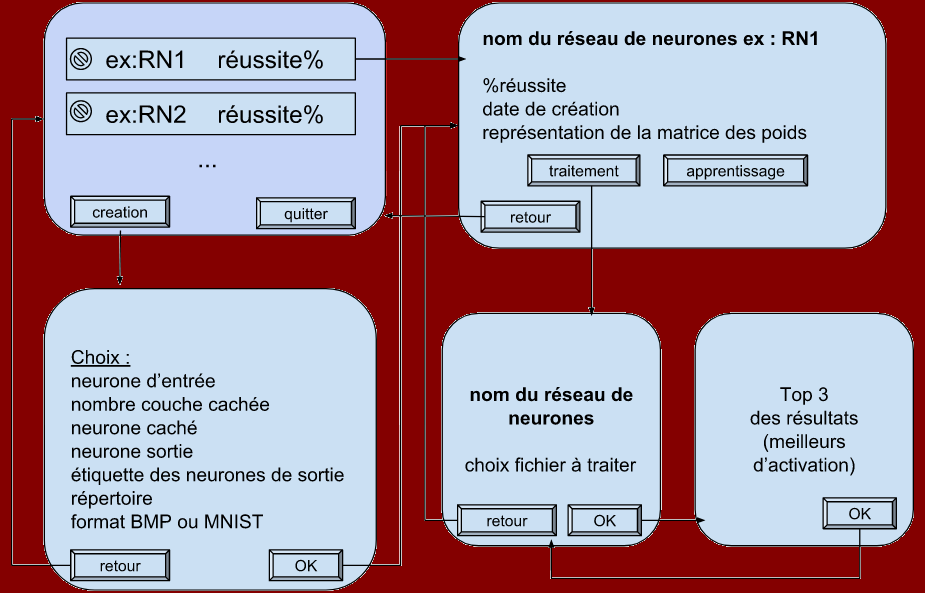 ex:RN1 réussite%
ex:RN2 réussite%
...
creation
quitter
nom du réseau de neurones ex : RN1
%réussite
date de création
représentation de la matrice des poids
traitement
apprentissage
retour
Choix :
neurone d'entrée
nombre couche cachée
neurone caché
neurone sortie
étiquette des neurones de sortie
répertoire
format BMP ou MNIST
retour
OK
nom du réseau de
neurones
choix fichier à traiter
retour
OK
Top 3
des résultats
(meilleurs
d'activation)
OK